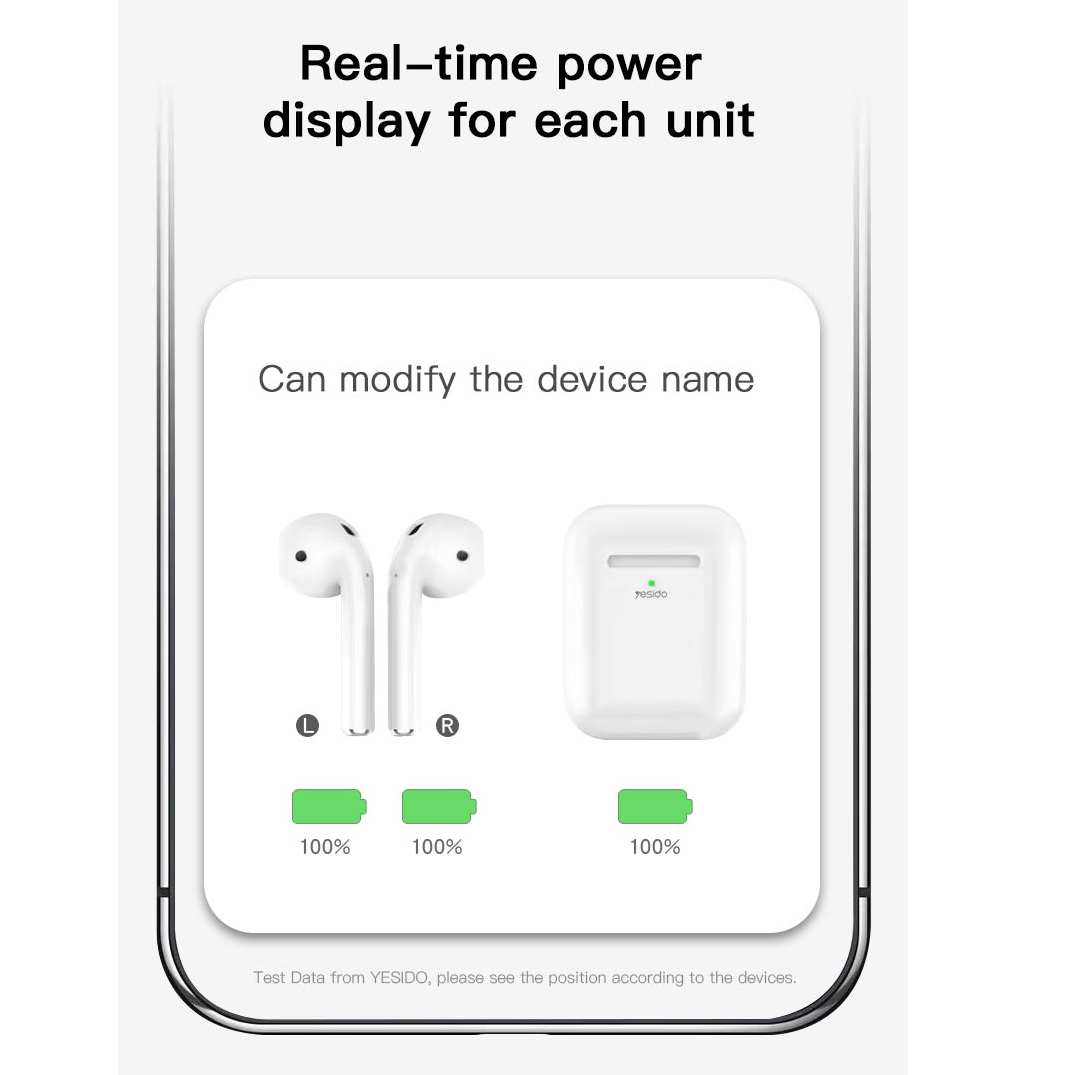 Real-time power
display for each unit
Can modify the device name
yesido
L
R
100%
100%
100%
Test Data from YESIDO, please see the position according to the devices.